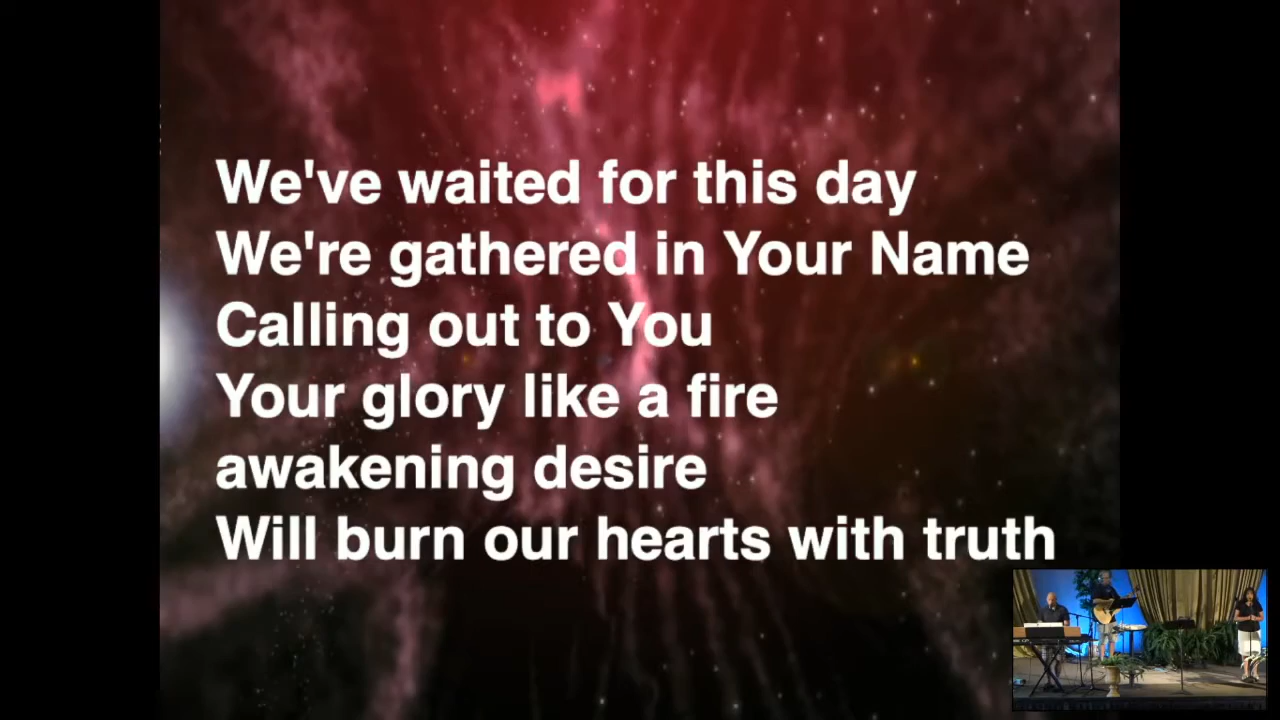 We've waited for this day
We're gathered in Your Name
Calling out to You
Your glory like a fire
awakening desire
Will burn our hearts with truth